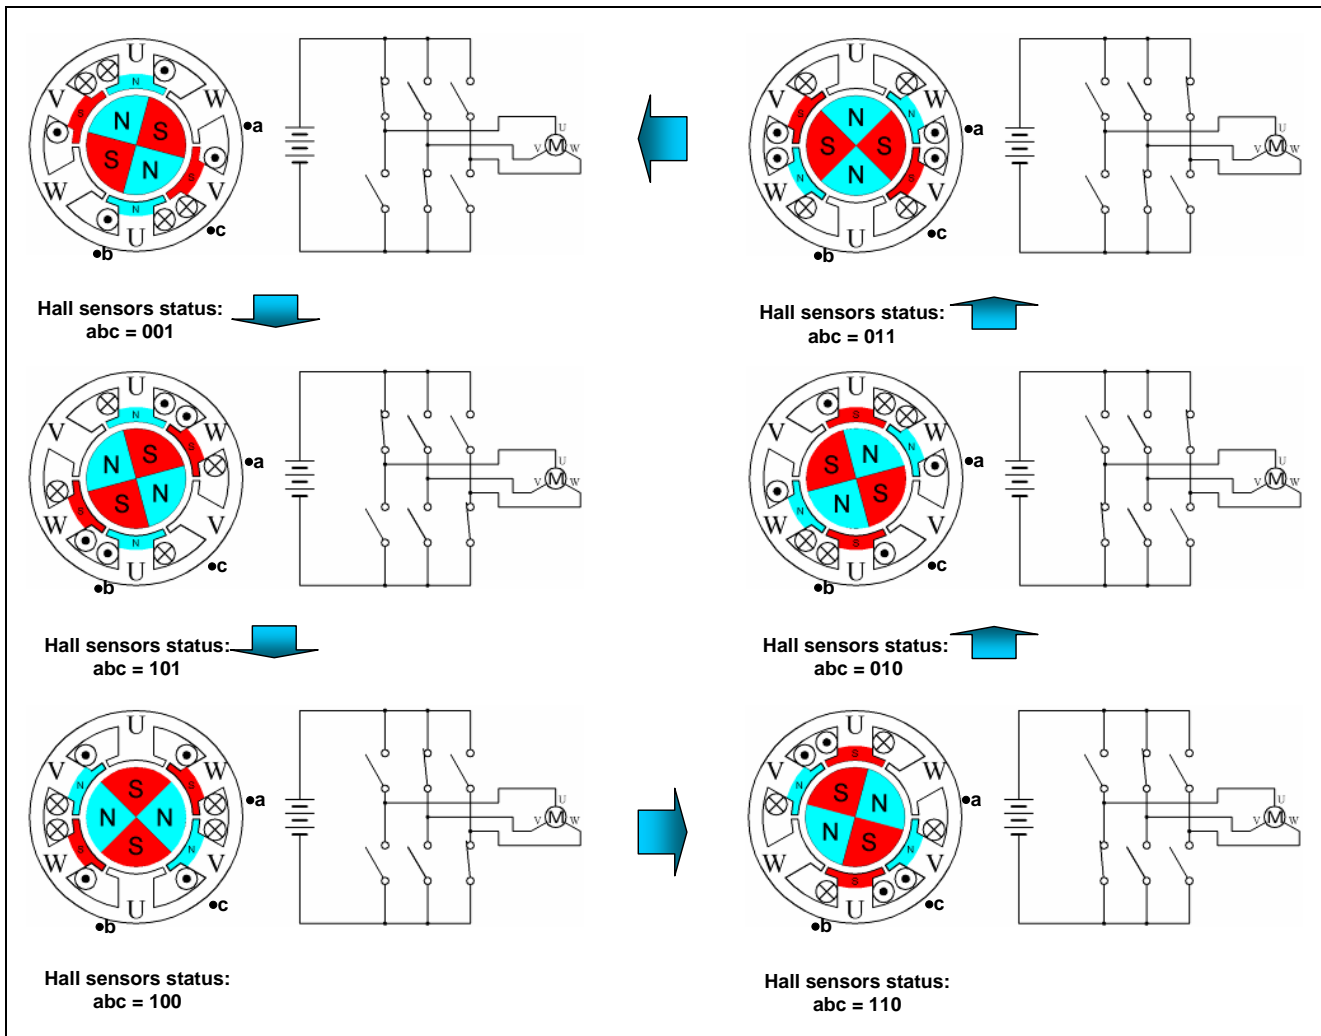 U
N
V W
S N S
•a
S N S
W V
N
U
•c
•b
U
V M W
Hall sensors status:
abc = 001
U
V W
S N N
•a
S S
N N S
W V
U
•c
•b
U
V M W
Hall sensors status:
abc = 011
U
N
V W
N S S
•a
S S N
W V
N
U
•c
•b
U
V M W
Hall sensors status:
abc = 101
U
S
V W
S N N
•a
N N S
W V
S
U
•c
•b
U
V M W
Hall sensors status:
abc = 010
U
V W
N S S
•a
N N
S S N
W V
U
•c
•b
U
V M W
Hall sensors status:
abc = 100
U
S
V W
N S N
•a
N S N
W V
S
U
•c
•b
U
V M W
Hall sensors status:
abc = 110